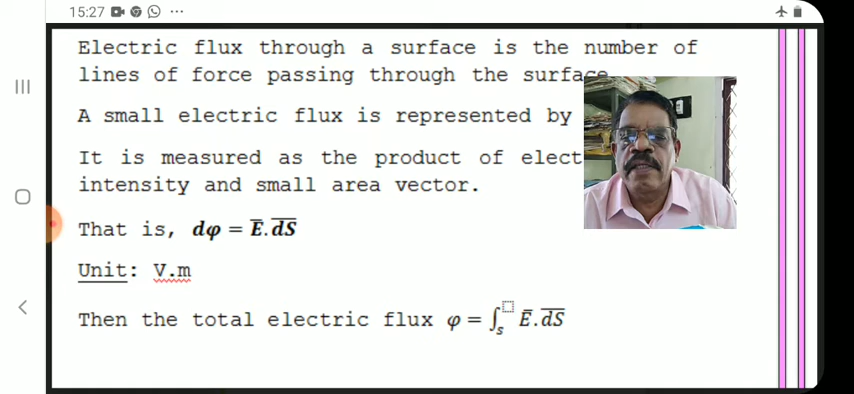 15:27
Electric flux through a surface is the number of
lines of force passing through the surface
A small electric flux is represented by
It is measured as the product of elect
intensity and small area vector.
That is, dφ = E̅.d̅S̅
Unit: V.m
Then the total electric flux φ = ∫ₛ E̅.d̅S̅